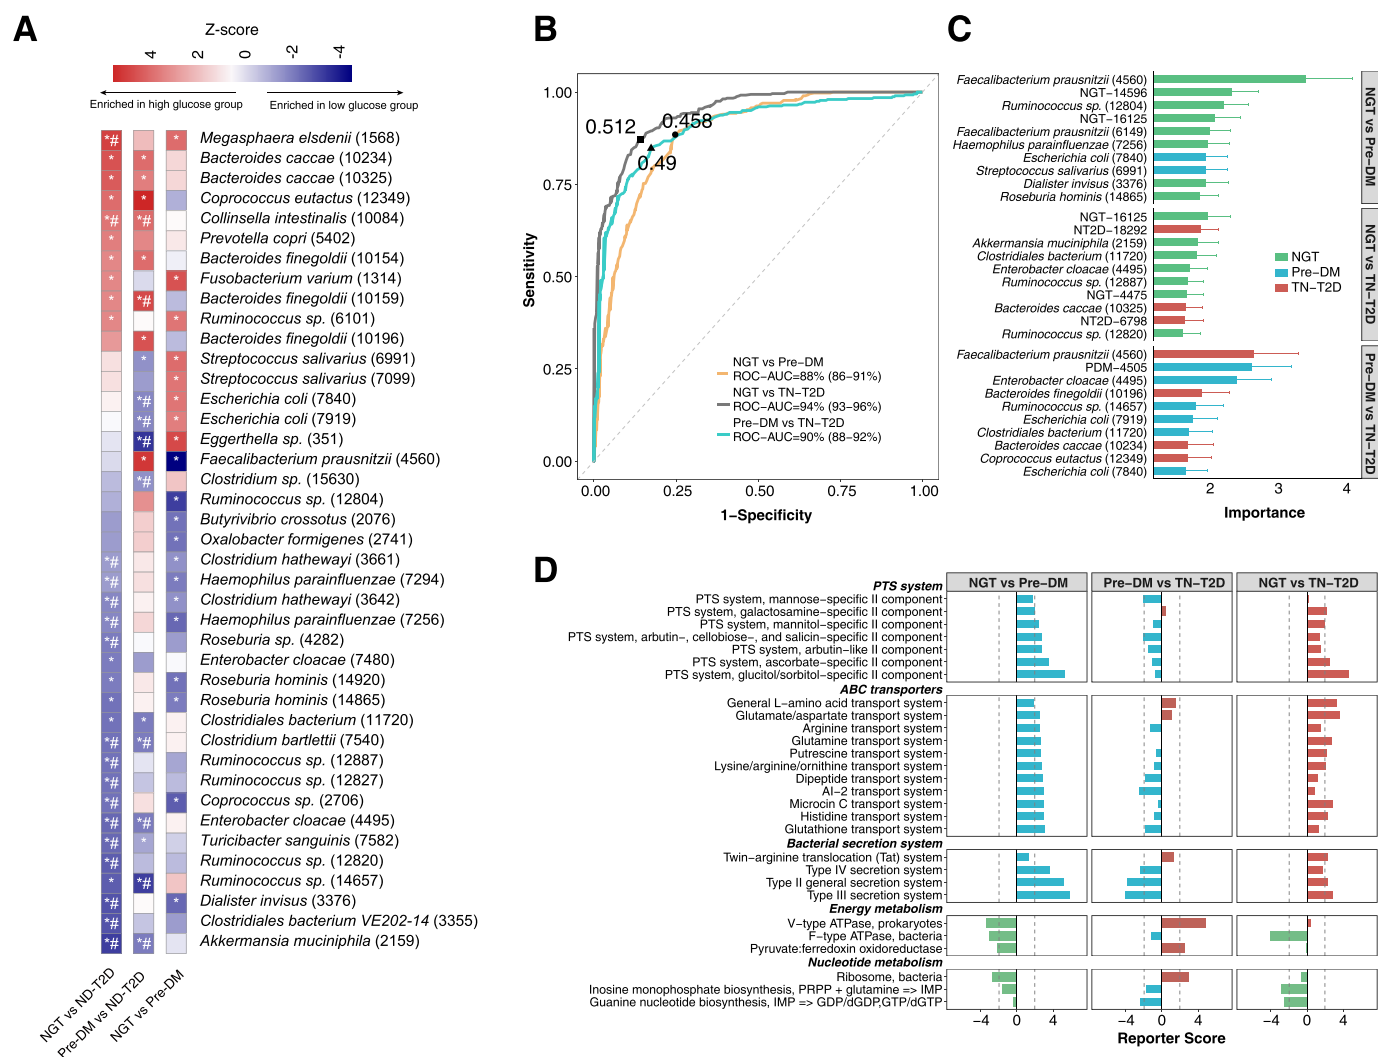 A
Z-score
4
2
0
-2
-4
Enriched in high glucose group
Enriched in low glucose group
*# * Megasphaera elsdenii (1568)
* * Bacteroides caccae (10234)
* * Bacteroides caccae (10325)
* * Coprococcus eutactus (12349)
*# *# Collinsella intestinalis (10084)
* Prevotella copri (5402)
* * Bacteroides finegoldii (10154)
* * Fusobacterium varium (1314)
* *# Bacteroides finegoldii (10159)
* * Ruminococcus sp. (6101)
* Bacteroides finegoldii (10196)
* * Streptococcus salivarius (6991)
* Streptococcus salivarius (7099)
*# * Escherichia coli (7840)
*# * Escherichia coli (7919)
*# * Eggerthella sp. (351)
* * Faecalibacterium prausnitzii (4560)
*# Clostridium sp. (15630)
* Ruminococcus sp. (12804)
* Butyrivibrio crossotus (2076)
* Oxalobacter formigenes (2741)
*# * Clostridium hathewayi (3661)
*# * Haemophilus parainfluenzae (7294)
*# * Clostridium hathewayi (3642)
*# * Haemophilus parainfluenzae (7256)
*# Roseburia sp. (4282)
* Enterobacter cloacae (7480)
* * Roseburia hominis (14920)
* * Roseburia hominis (14865)
* * Clostridiales bacterium (11720)
*# *# Clostridium bartlettii (7540)
*# Ruminococcus sp. (12887)
*# Ruminococcus sp. (12827)
*# * Coprococcus sp. (2706)
*# *# Enterobacter cloacae (4495)
*# * Turicibacter sanguinis (7582)
*# Ruminococcus sp. (12820)
* *# Ruminococcus sp. (14657)
*# * Dialister invisus (3376)
*# Clostridiales bacterium VE202-14 (3355)
*# *# Akkermansia muciniphila (2159)
NGT vs ND-T2D
Pre-DM vs ND-T2D
NGT vs Pre-DM
B
Sensitivity
1.00
0.75
0.50
0.25
0.00
0.512
0.458
0.49
NGT vs Pre-DM
ROC-AUC=88% (86-91%)
NGT vs TN-T2D
ROC-AUC=94% (93-96%)
Pre-DM vs TN-T2D
ROC-AUC=90% (88-92%)
0.00 0.25 0.50 0.75 1.00
1-Specificity
C
Faecalibacterium prausnitzii (4560)
NGT-14596
Ruminococcus sp. (12804)
NGT-16125
Faecalibacterium prausnitzii (6149)
Haemophilus parainfluenzae (7256)
Escherichia coli (7840)
Streptococcus salivarius (6991)
Dialister invisus (3376)
Roseburia hominis (14865)
NGT vs Pre-DM
NGT-16125
NT2D-18292
Akkermansia muciniphila (2159)
Clostridiales bacterium (11720)
Enterobacter cloacae (4495)
Ruminococcus sp. (12887)
NGT-4475
Bacteroides caccae (10325)
NT2D-6798
Ruminococcus sp. (12820)
NGT vs TN-T2D
NGT
Pre-DM
TN-T2D
Faecalibacterium prausnitzii (4560)
PDM-4505
Enterobacter cloacae (4495)
Bacteroides finegoldii (10196)
Ruminococcus sp. (14657)
Escherichia coli (7919)
Clostridiales bacterium (11720)
Bacteroides caccae (10234)
Coprococcus eutactus (12349)
Escherichia coli (7840)
Pre-DM vs TN-T2D
2 3 4
Importance
D
NGT vs Pre-DM Pre-DM vs TN-T2D NGT vs TN-T2D
PTS system
PTS system, mannose-specific II component
PTS system, galactosamine-specific II component
PTS system, mannitol-specific II component
PTS system, arbutin-, cellobiose-, and salicin-specific II component
PTS system, arbutin-like II component
PTS system, ascorbate-specific II component
PTS system, glucitol/sorbitol-specific II component
ABC transporters
General L-amino acid transport system
Glutamate/aspartate transport system
Arginine transport system
Glutamine transport system
Putrescine transport system
Lysine/arginine/ornithine transport system
Dipeptide transport system
AI-2 transport system
Microcin C transport system
Histidine transport system
Glutathione transport system
Bacterial secretion system
Twin-arginine translocation (Tat) system
Type IV secretion system
Type II general secretion system
Type III secretion system
Energy metabolism
V-type ATPase, prokaryotes
F-type ATPase, bacteria
Pyruvate:ferredoxin oxidoreductase
Nucleotide metabolism
Ribosome, bacteria
Inosine monophosphate biosynthesis, PRPP + glutamine => IMP
Guanine nucleotide biosynthesis, IMP => GDP/dGDP,GTP/dGTP
-4 0 4 -4 0 4 -4 0 4
Reporter Score